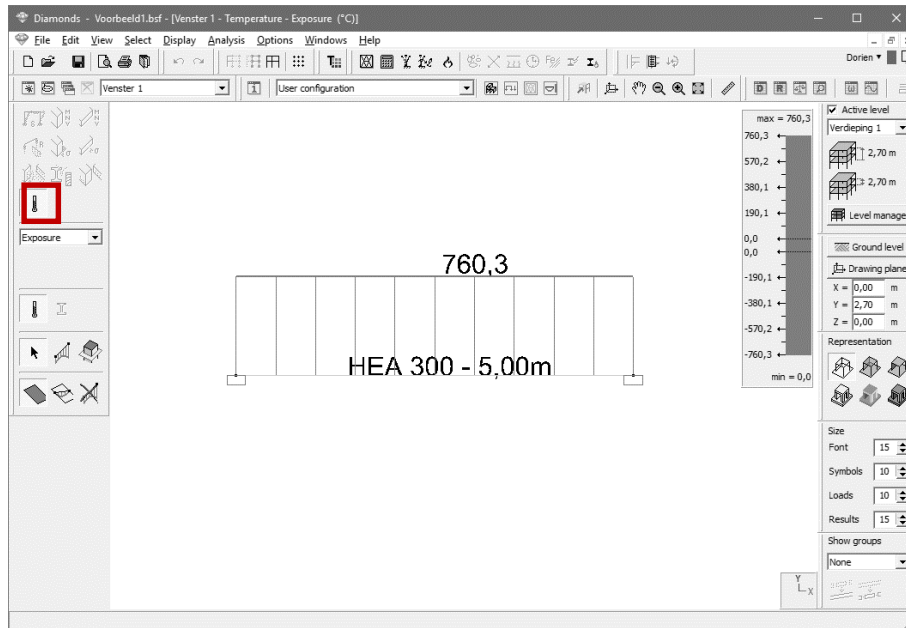 Diamonds - Voorbeeld1.bsf - [Venster 1 - Temperature - Exposure (°C)]
File Edit View Select Display Analysis Options Windows Help
Dorien
Venster 1
User configuration
max = 760,3
760,3
570,2
380,1
190,1
0,0
0,0
-190,1
-380,1
-570,2
-760,3
min = 0,0
Exposure
760,3
HEA 300 - 5,00m
Y
X
Active level
Verdieping 1
2,70 m
2,70 m
Level manage
Ground level
Drawing plane
X = 0,00 m
Y = 2,70 m
Z = 0,00 m
Representation
Size
Font 15
Symbols 10
Loads 10
Results 15
Show groups
None